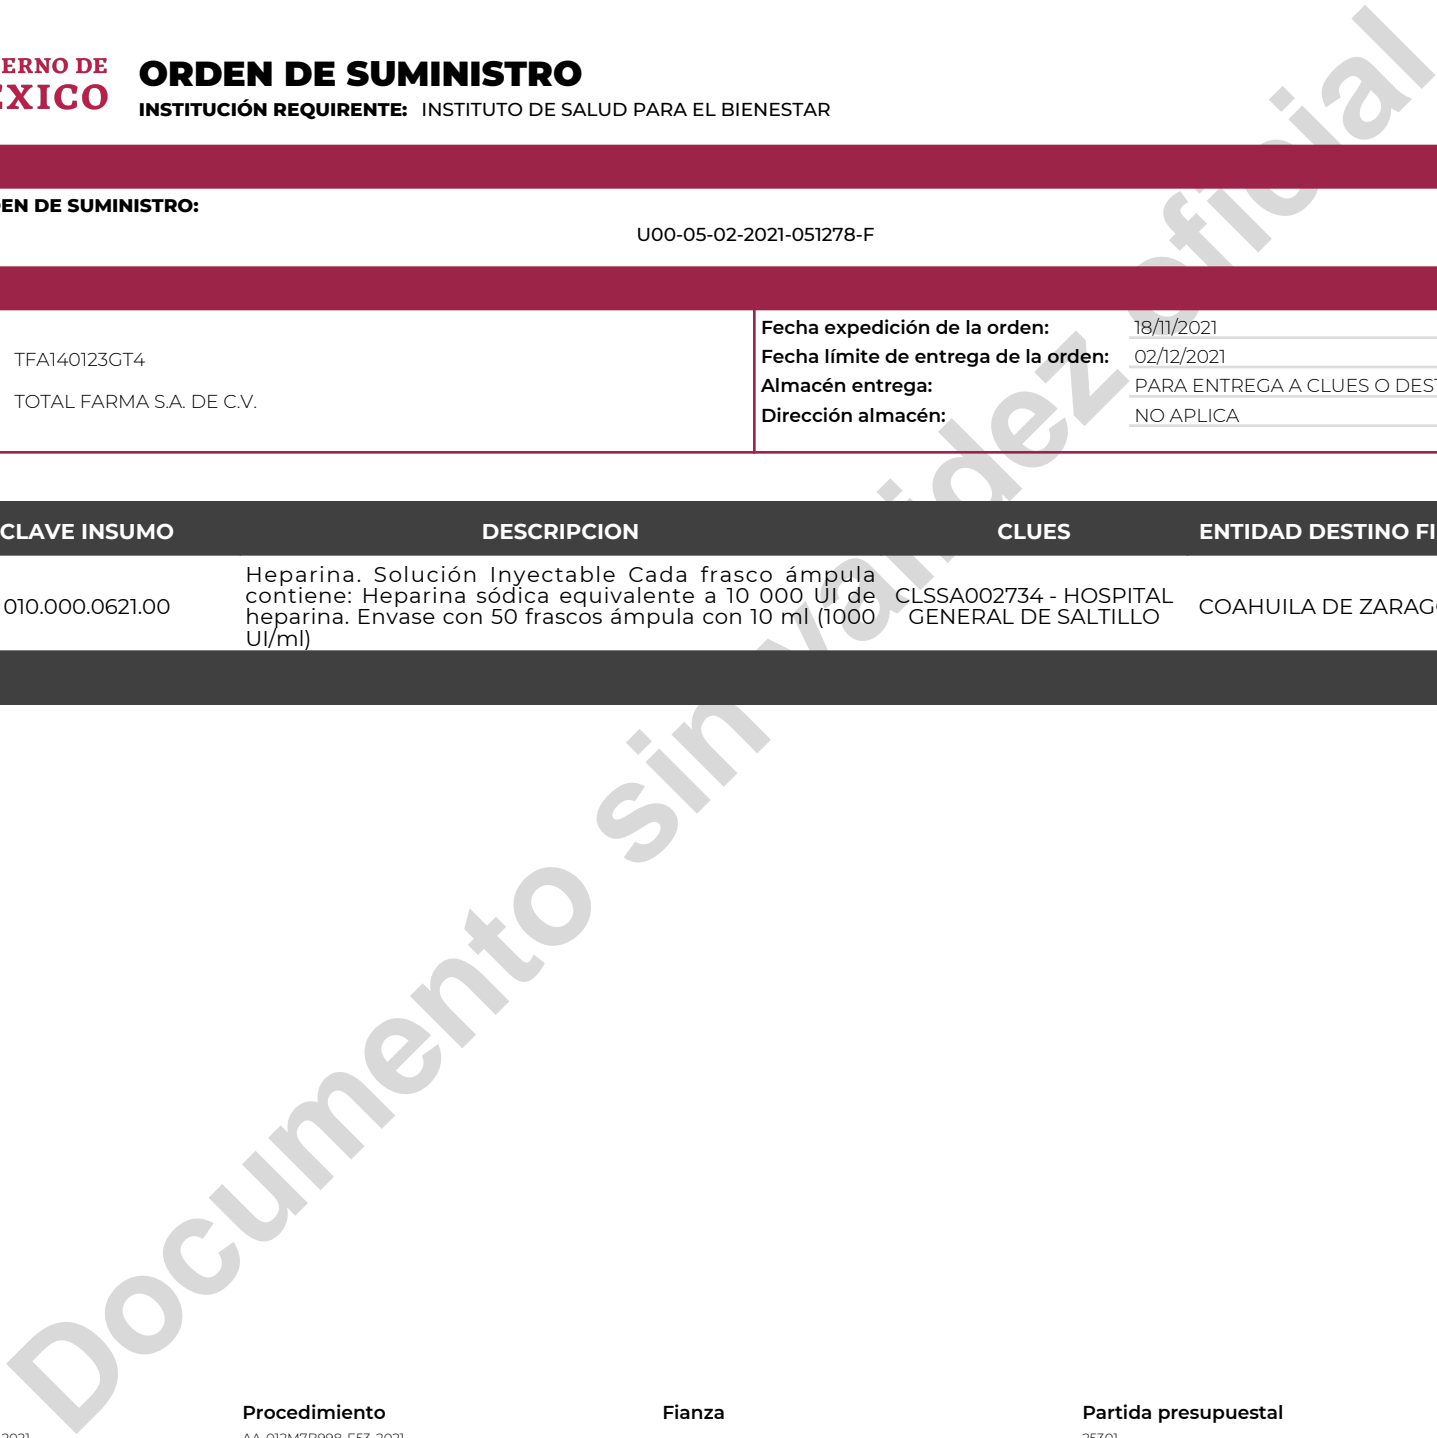 ERNO DE
EXICO
ORDEN DE SUMINISTRO
INSTITUCIÓN REQUIRENTE: INSTITUTO DE SALUD PARA EL BIENESTAR
EN DE SUMINISTRO:
U00-05-02-2021-051278-F
TFA140123GT4
TOTAL FARMA S.A. DE C.V.
Fecha expedición de la orden: 18/11/2021
Fecha límite de entrega de la orden: 02/12/2021
Almacén entrega: PARA ENTREGA A CLUES O DEST
Dirección almacén: NO APLICA
CLAVE INSUMO DESCRIPCION CLUES ENTIDAD DESTINO FI
010.000.0621.00
Heparina. Solución Inyectable Cada frasco ámpula
contiene: Heparina sódica equivalente a 10 000 UI de
heparina. Envase con 50 frascos ámpula con 10 ml (1000
UI/ml)
CLSSA002734 - HOSPITAL
GENERAL DE SALTILLO
COAHUILA DE ZARAG
Documento sin validez oficial
Procedimiento Fianza Partida presupuestal